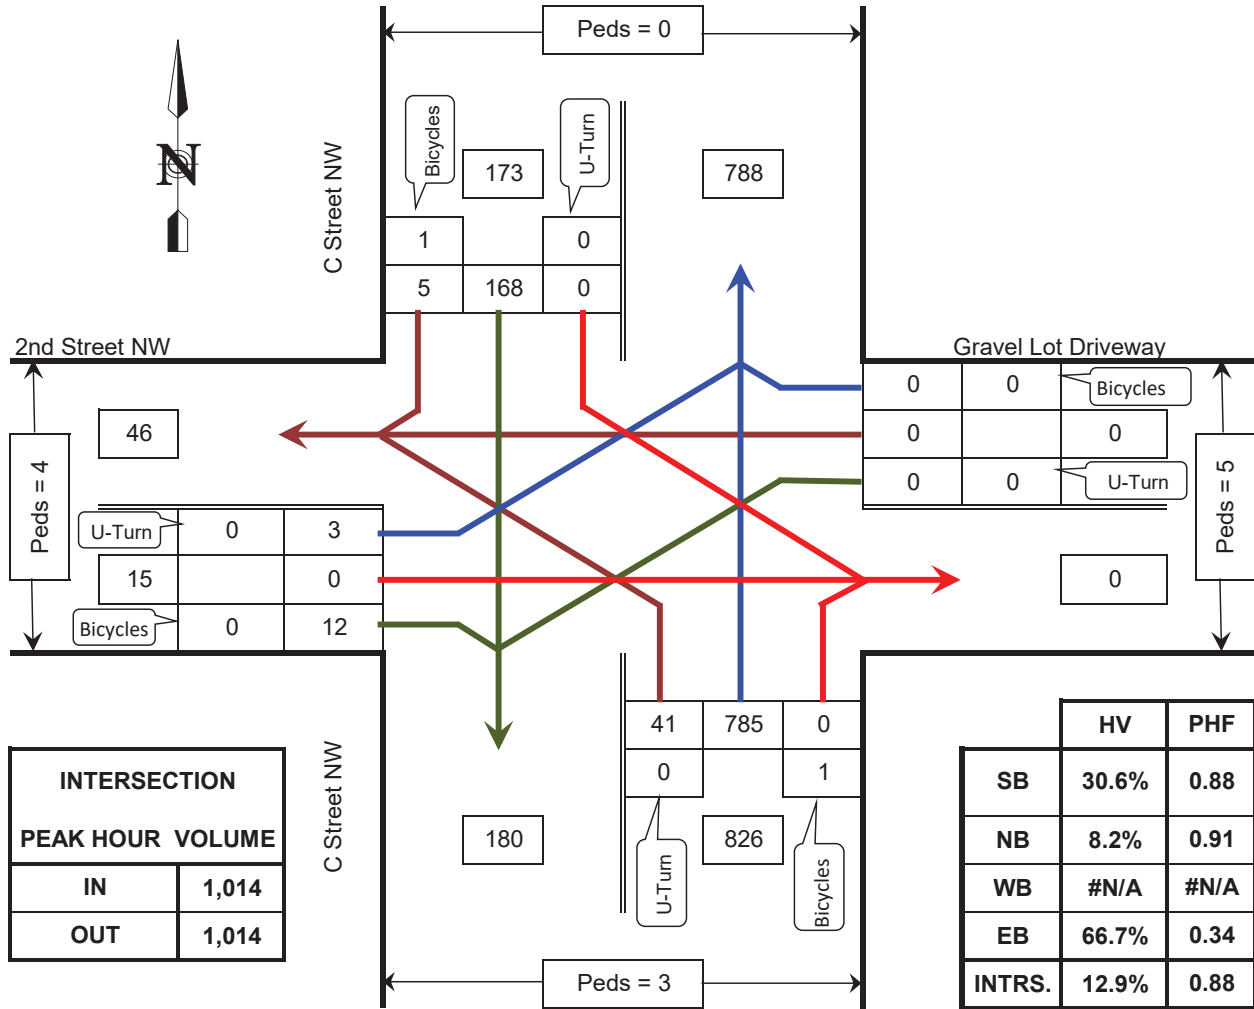 Peds = 0
N
C Street NW
Bicycles
173
U-Turn
788
1
0
5 168 0
2nd Street NW
Gravel Lot Driveway
0 0 Bicycles
46
0 0
0 0 U-Turn
Peds = 4
Peds = 5
U-Turn 0 3
15 0
0
Bicycles 0 12
41 785 0
0 1
C Street NW
180
U-Turn
826
Bicycles
INTERSECTION
PEAK HOUR VOLUME
IN 1,014
OUT 1,014
HV PHF
SB 30.6% 0.88
NB 8.2% 0.91
WB #N/A #N/A
EB 66.7% 0.34
INTRS. 12.9% 0.88
Peds = 3